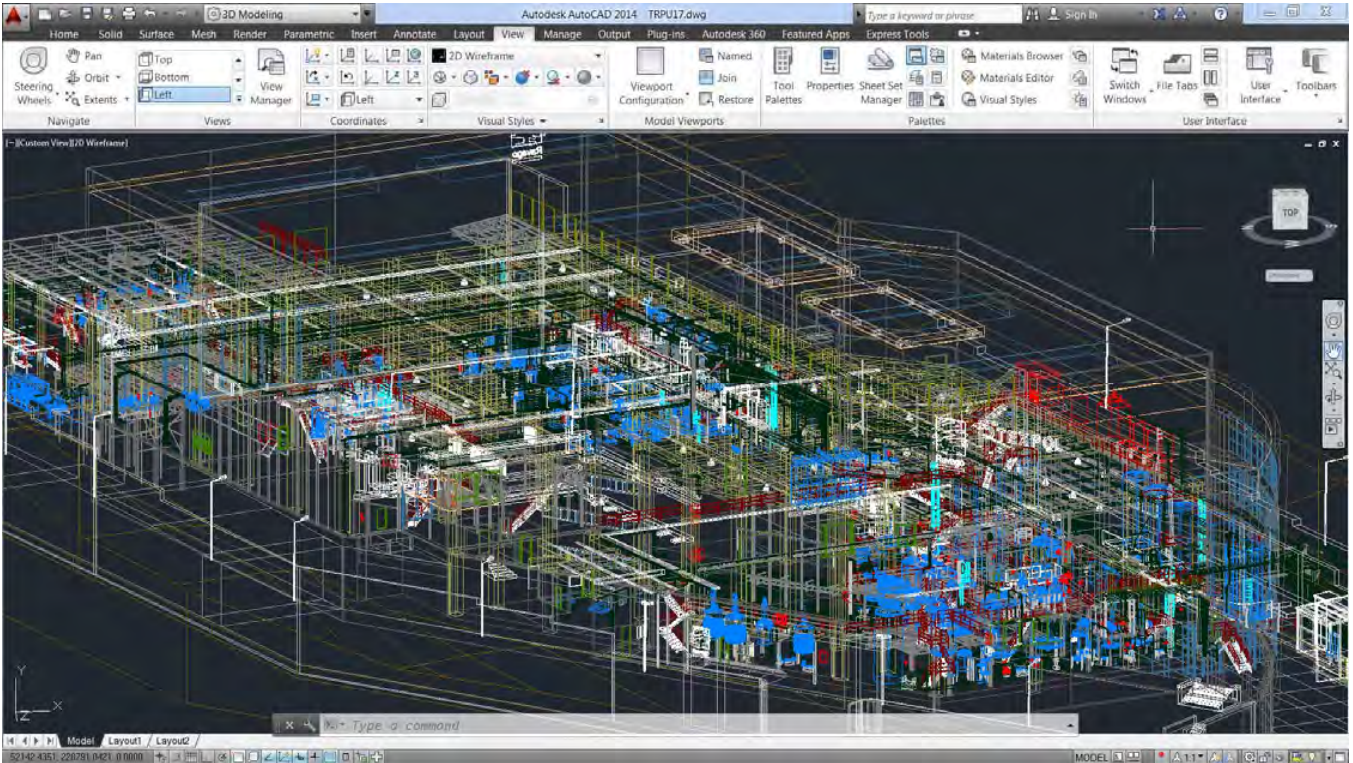 3D Modeling
Autodesk AutoCAD 2014 TRPU17.dwg
Type a keyword or phrase
Sign In
Home Solid Surface Mesh Render Parametric Insert Annotate Layout View Manage Output Plug-ins Autodesk 360 Featured Apps Express Tools
Steering Wheels
Pan
Orbit
Extents
Navigate
Top
Bottom
Left
View Manager
Views
Left
Coordinates
2D Wireframe
Visual Styles
Viewport Configuration
Named
Join
Restore
Model Viewports
Tool Palettes
Properties
Sheet Set Manager
Materials Browser
Materials Editor
Visual Styles
Palettes
Switch Windows
File Tabs
User Interface
Toolbars
User Interface
[−][Custom View][2D Wireframe]
TOP
Y
X
Z
Type a command
Model Layout1 Layout2
MODEL
1:1